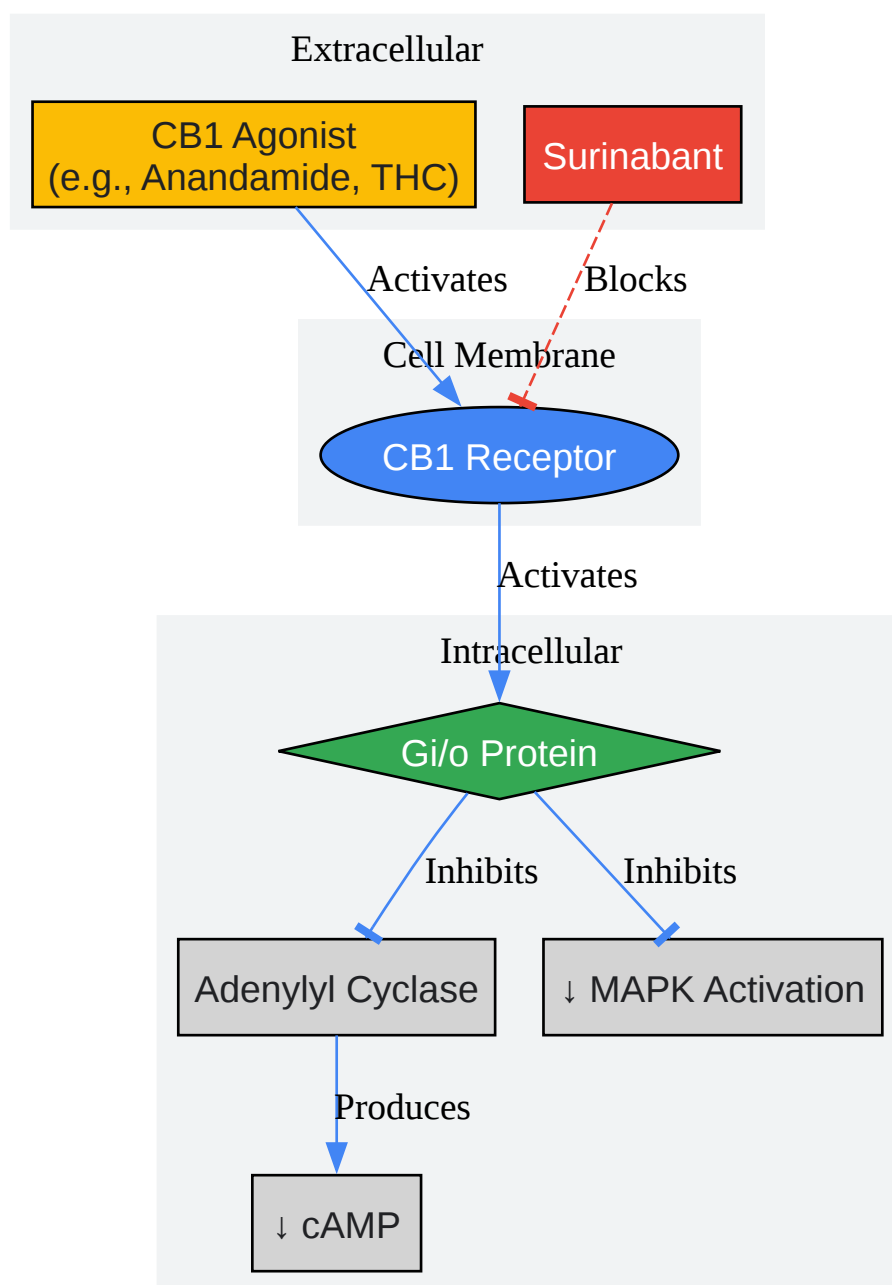 Extracellular
CB1 Agonist
(e.g., Anandamide, THC)
Surinabant
Activates
Blocks
Cell Membrane
CB1 Receptor
Activates
Intracellular
Gi/o Protein
Inhibits
Inhibits
Adenylyl Cyclase
↓ MAPK Activation
Produces
↓ cAMP